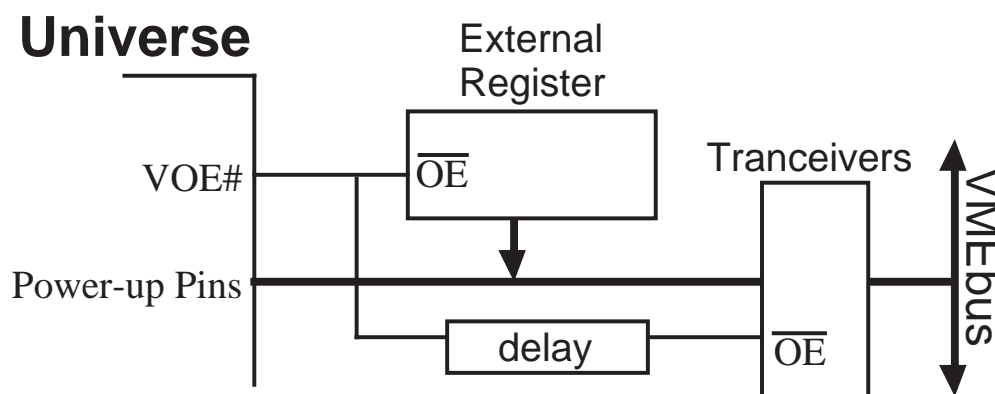 Universe
External
Register
VOE#
OE
Tranceivers
Power-up Pins
delay
OE
VMEbus